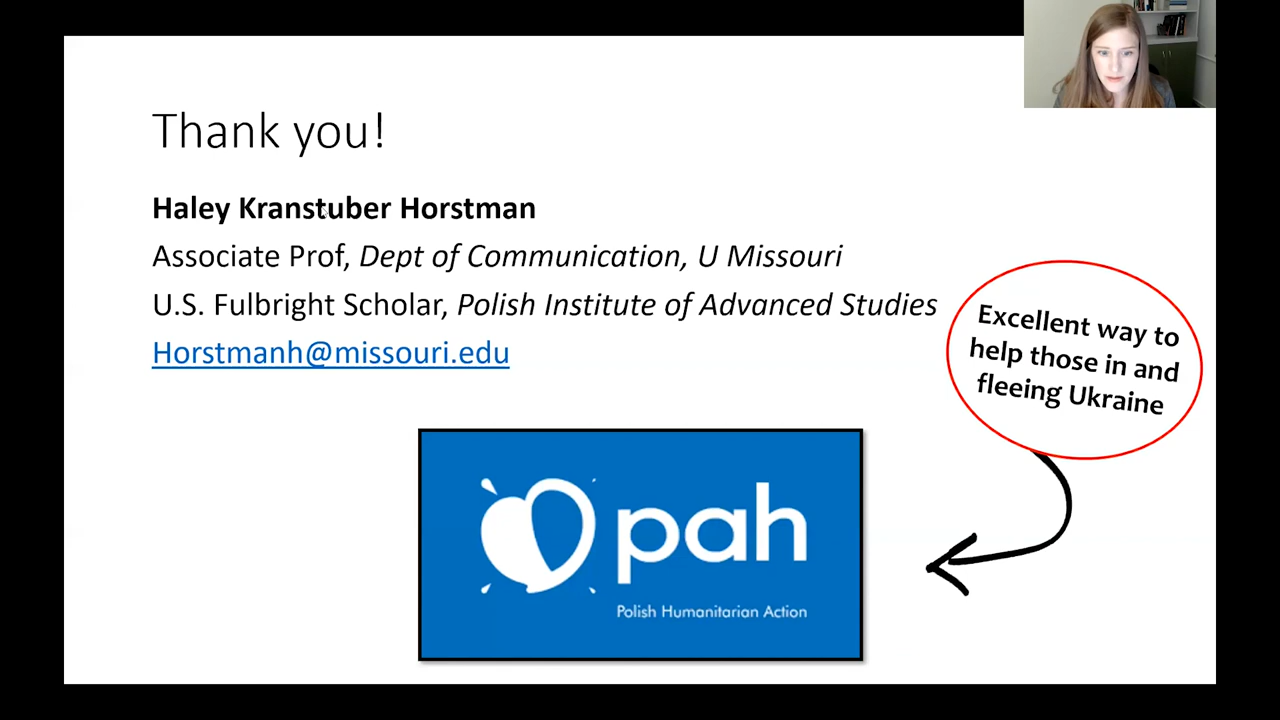 Thank you!
Haley Kranstuber Horstman
Associate Prof, Dept of Communication, U Missouri
U.S. Fulbright Scholar, Polish Institute of Advanced Studies
Horstmanh@missouri.edu
Excellent way to
help those in and
fleeing Ukraine
pah
Polish Humanitarian Action